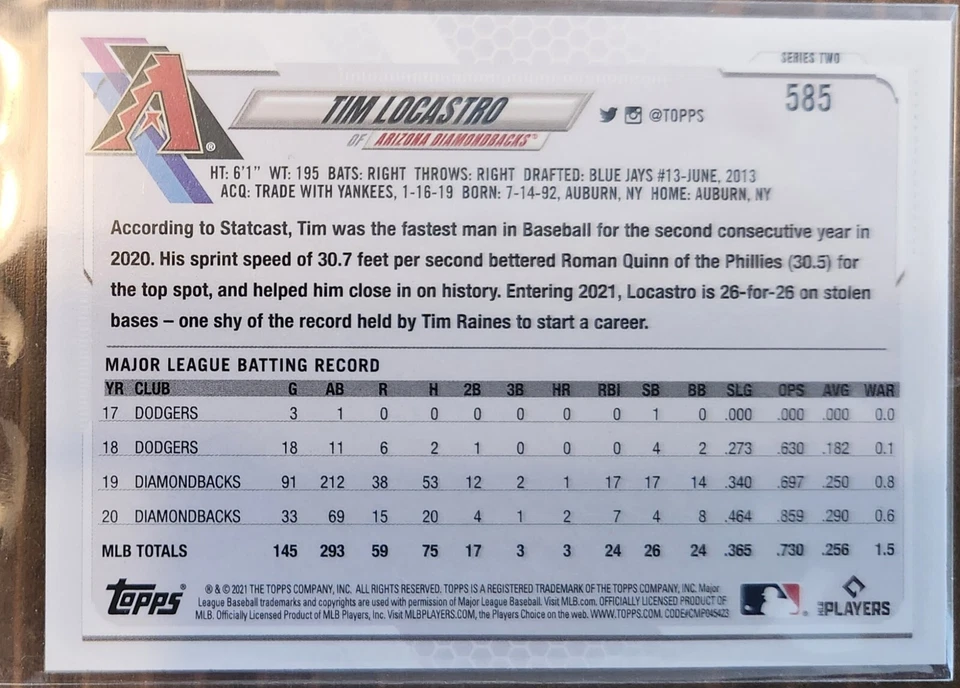 SERIES TWO
585
TIM LOCASTRO
@TOPPS
OF ARIZONA DIAMONDBACKS™
A ®
HT: 6'1" WT: 195 BATS: RIGHT THROWS: RIGHT DRAFTED: BLUE JAYS #13-JUNE, 2013
ACQ: TRADE WITH YANKEES, 1-16-19 BORN: 7-14-92, AUBURN, NY HOME: AUBURN, NY
According to Statcast, Tim was the fastest man in Baseball for the second consecutive year in
2020. His sprint speed of 30.7 feet per second bettered Roman Quinn of the Phillies (30.5) for
the top spot, and helped him close in on history. Entering 2021, Locastro is 26-for-26 on stolen
bases – one shy of the record held by Tim Raines to start a career.
MAJOR LEAGUE BATTING RECORD
YR CLUB G AB R H 2B 3B HR RBI SB BB SLG OPS AVG WAR
17 DODGERS 3 1 0 0 0 0 0 0 1 0 .000 .000 .000 0.0
18 DODGERS 18 11 6 2 1 0 0 0 4 2 .273 .630 .182 0.1
19 DIAMONDBACKS 91 212 38 53 12 2 1 17 17 14 .340 .697 .250 0.8
20 DIAMONDBACKS 33 69 15 20 4 1 2 7 4 8 .464 .859 .290 0.6
MLB TOTALS 145 293 59 75 17 3 3 24 26 24 .365 .730 .256 1.5
Topps®
® & © 2021 THE TOPPS COMPANY, INC. ALL RIGHTS RESERVED. TOPPS IS A REGISTERED TRADEMARK OF THE TOPPS COMPANY, INC. Major
League Baseball trademarks and copyrights are used with permission of Major League Baseball. Visit MLB.com. OFFICIALLY LICENSED PRODUCT OF
MLB. Officially Licensed Product of MLB Players, Inc. Visit MLBPLAYERS.COM, the Players Choice on the web. WWW.TOPPS.COM. CODE#CMP045423
MLB PLAYERS